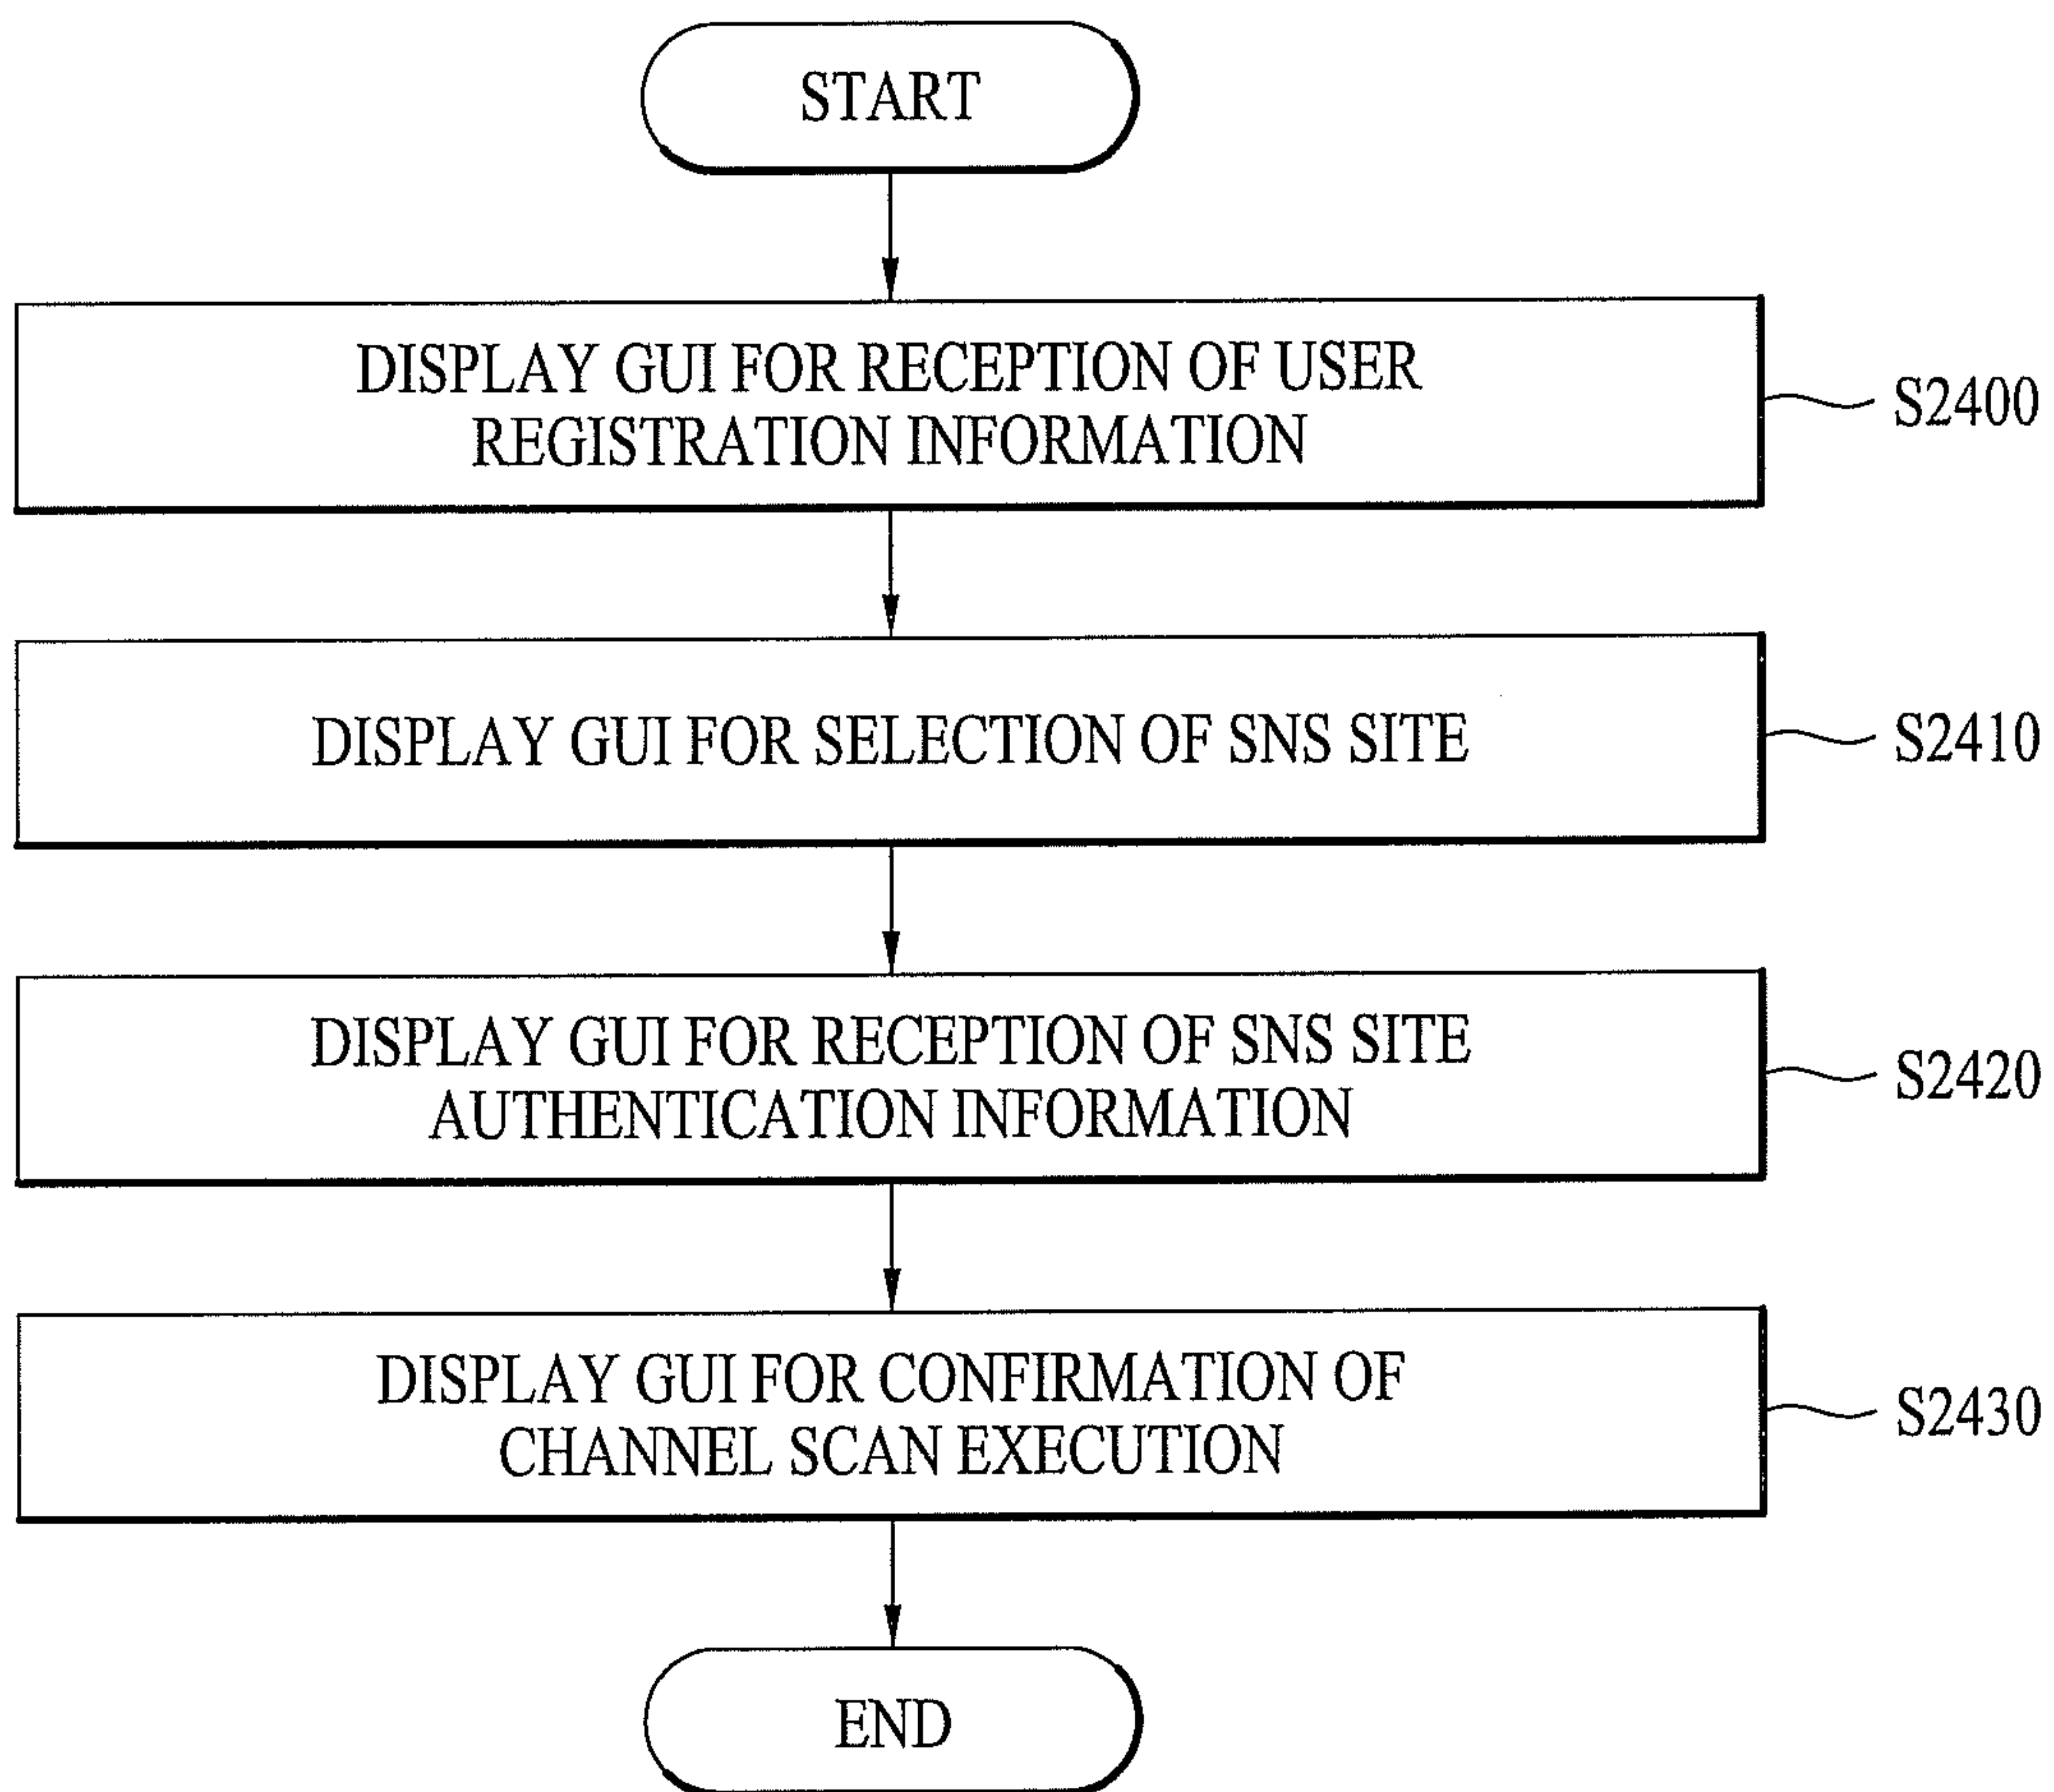 START
DISPLAY GUI FOR RECEPTION OF USER
REGISTRATION INFORMATION
S2400
DISPLAY GUI FOR SELECTION OF SNS SITE
S2410
DISPLAY GUI FOR RECEPTION OF SNS SITE
AUTHENTICATION INFORMATION
S2420
DISPLAY GUI FOR CONFIRMATION OF
CHANNEL SCAN EXECUTION
S2430
END